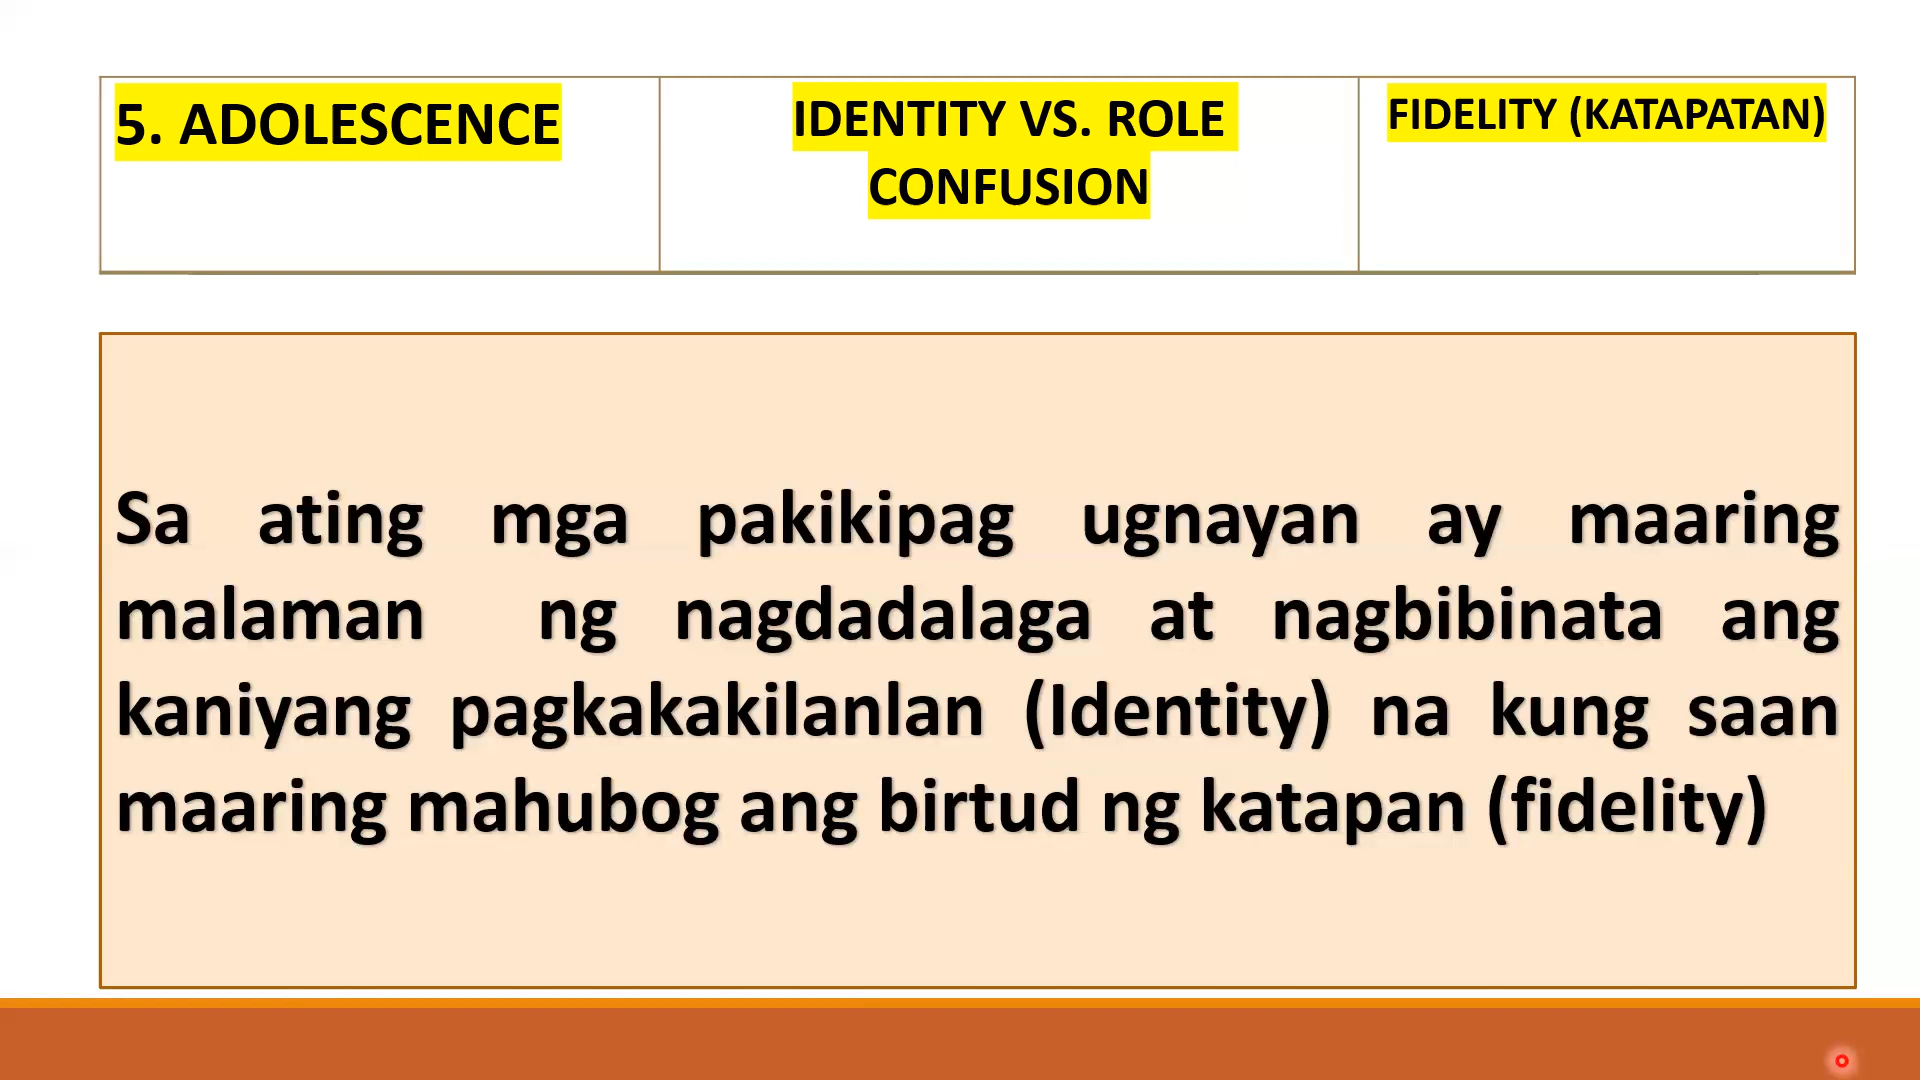 5. ADOLESCENCE
IDENTITY VS. ROLE
CONFUSION
FIDELITY (KATAPATAN)
Sa ating mga pakikipag ugnayan ay maaring
malaman ng nagdadalaga at nagbibinata ang
kaniyang pagkakakilanlan (Identity) na kung saan
maaring mahubog ang birtud ng katapan (fidelity)